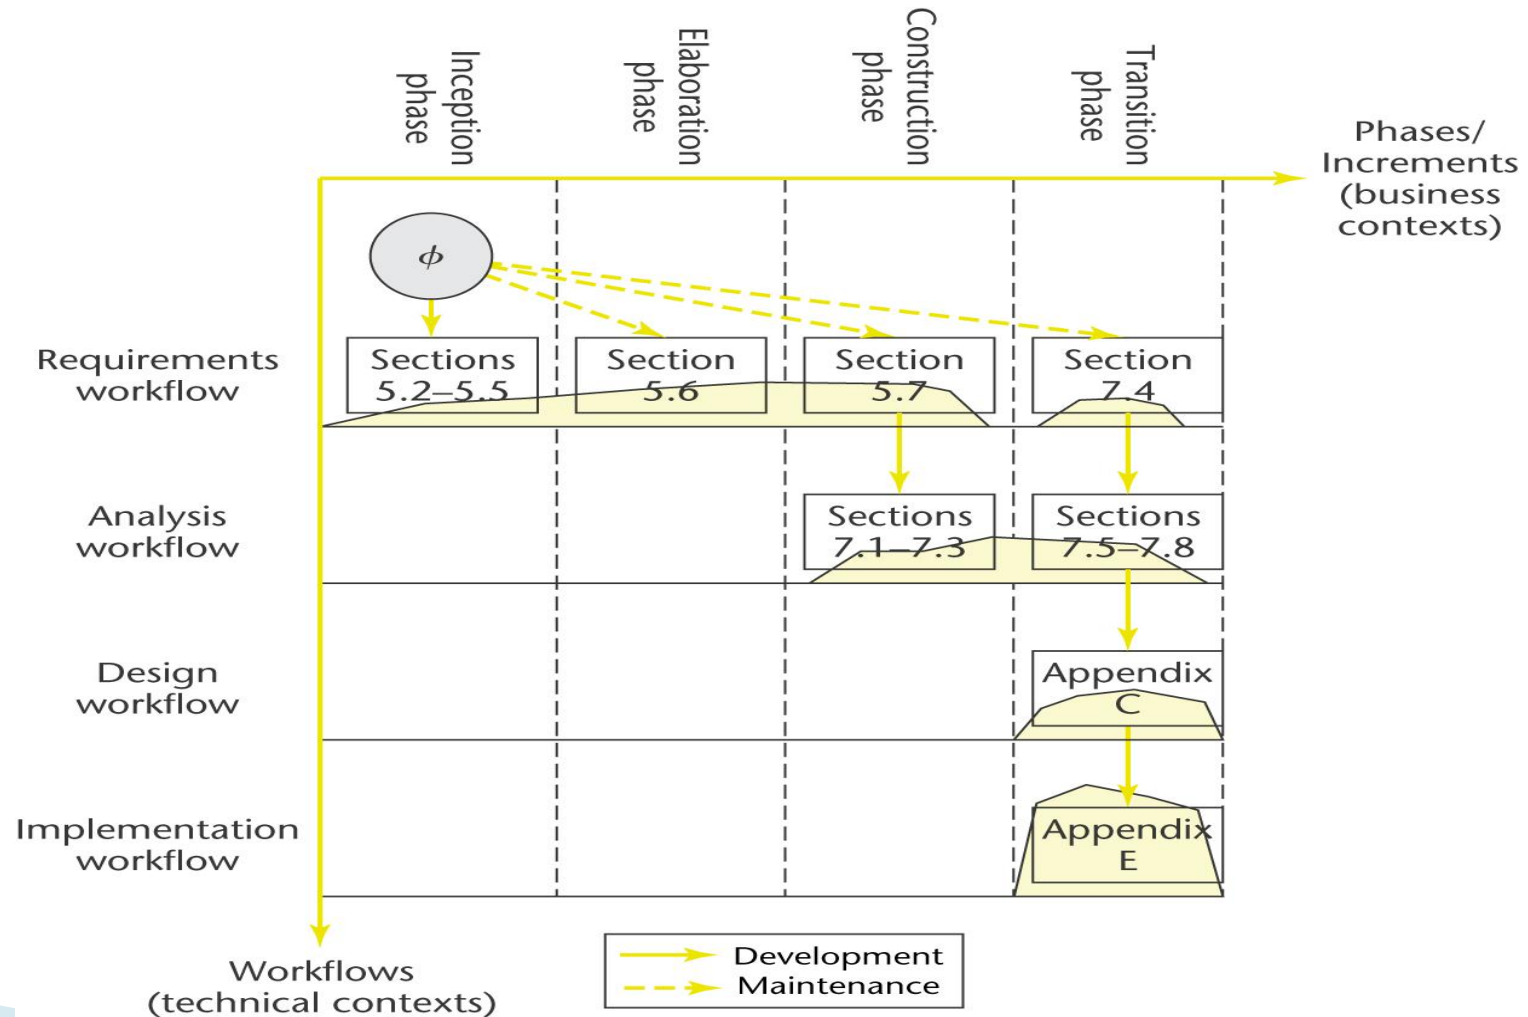 Inception
phase
Elaboration
phase
Construction
phase
Transition
phase
Phases/
Increments
(business
contexts)
ϕ
Requirements
workflow
Sections
5.2–5.5
Section
5.6
Section
5.7
Section
7.4
Analysis
workflow
Sections
7.1–7.3
Sections
7.5–7.8
Design
workflow
Appendix
C
Implementation
workflow
Appendix
E
Workflows
(technical contexts)
Development
Maintenance